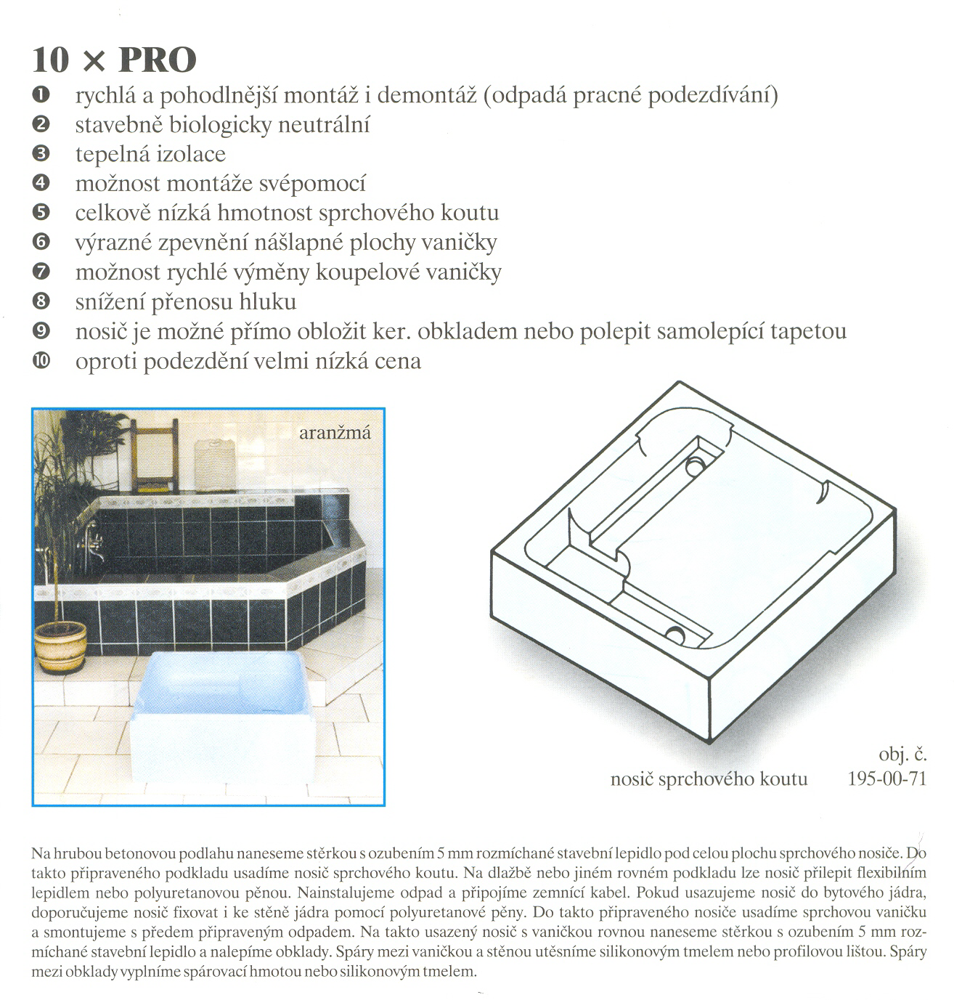 10 × PRO
❶ rychlá a pohodlnější montáž i demontáž (odpadá pracné podezdívání)
❷ stavebně biologicky neutrální
❸ tepelná izolace
❹ možnost montáže svépomocí
❺ celkově nízká hmotnost sprchového koutu
❻ výrazné zpevnění nášlapné plochy vaničky
❼ možnost rychlé výměny koupelové vaničky
❽ snížení přenosu hluku
❾ nosič je možné přímo obložit ker. obkladem nebo polepit samolepící tapetou
❿ oproti podezdění velmi nízká cena
aranžmá
obj. č.
nosič sprchového koutu 195-00-71
Na hrubou betonovou podlahu naneseme stěrkou s ozubením 5 mm rozmíchané stavební lepidlo pod celou plochu sprchového nosiče. Do
takto připraveného podkladu usadíme nosič sprchového koutu. Na dlažbě nebo jiném rovném podkladu lze nosič přilepit flexibilním
lepidlem nebo polyuretanovou pěnou. Nainstalujeme odpad a připojíme zemnící kabel. Pokud usazujeme nosič do bytového jádra,
doporučujeme nosič fixovat i ke stěně jádra pomocí polyuretanové pěny. Do takto připraveného nosiče usadíme sprchovou vaničku
a smontujeme s předem připraveným odpadem. Na takto usazený nosič s vaničkou rovnou naneseme stěrkou s ozubením 5 mm roz-
míchané stavební lepidlo a nalepíme obklady. Spáry mezi vaničkou a stěnou utěsníme silikonovým tmelem nebo profilovou lištou. Spáry
mezi obklady vyplníme spárovací hmotou nebo silikonovým tmelem.